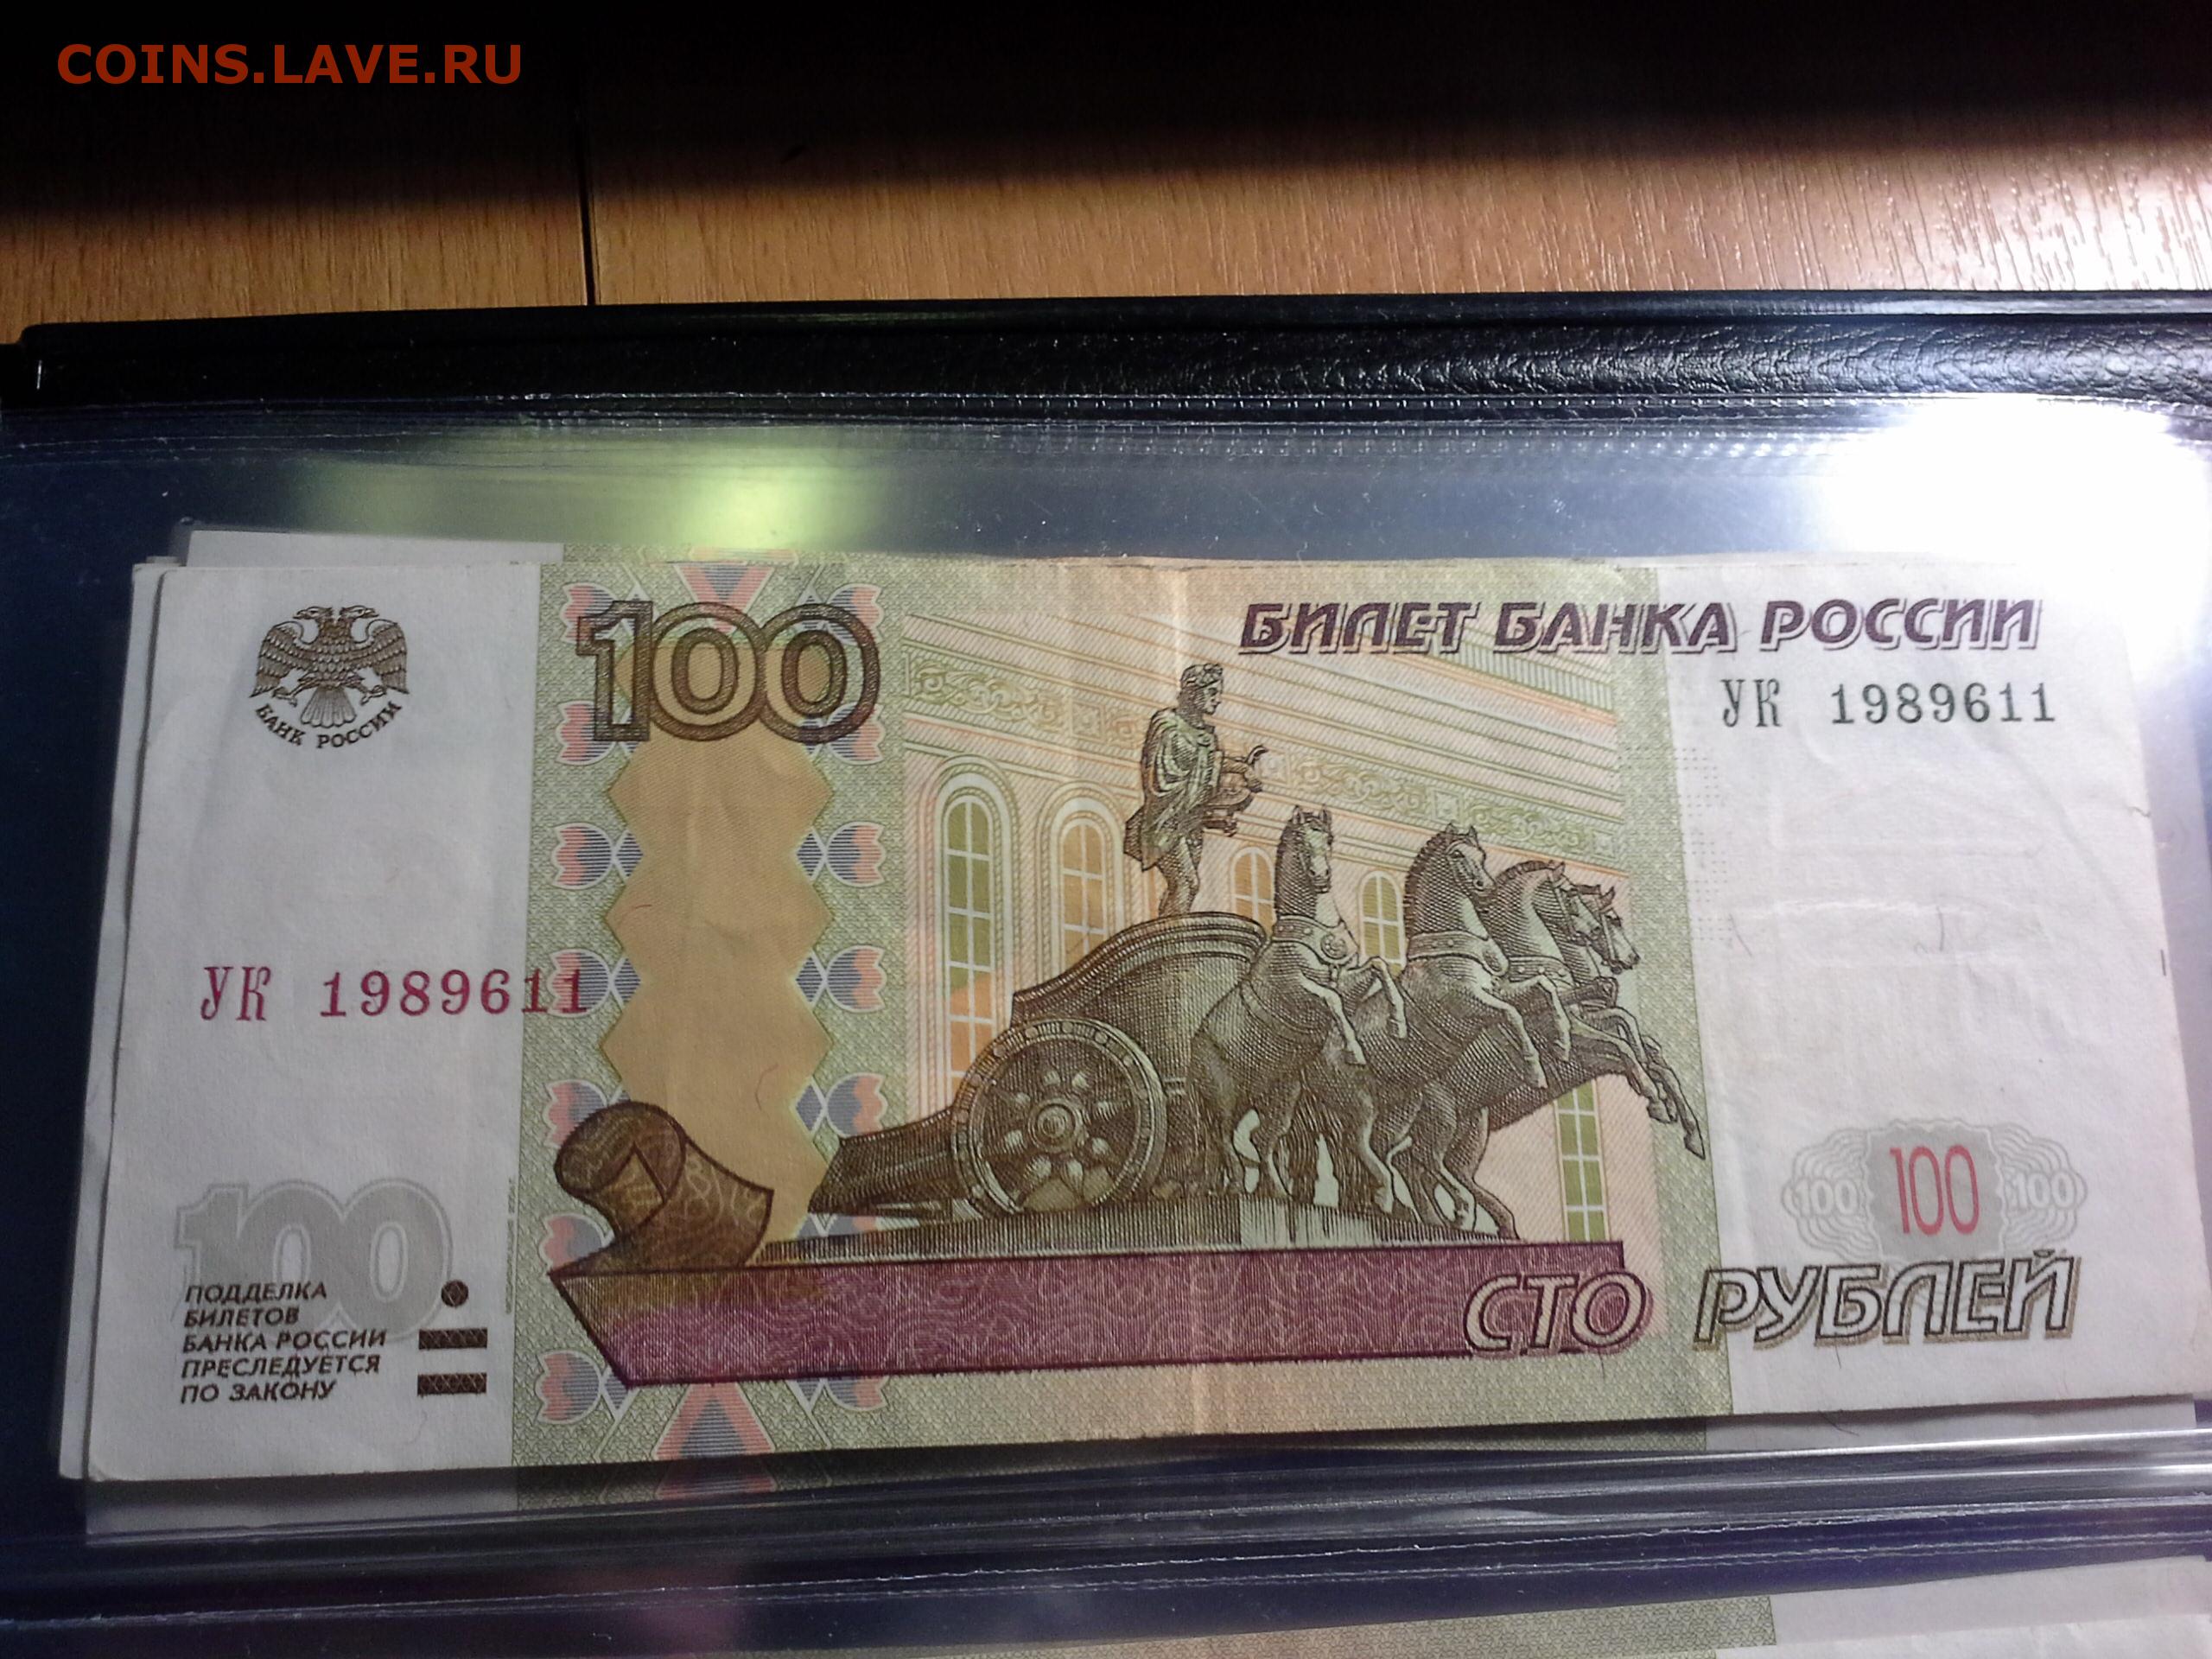 COINS.LAVE.RU
100
БИЛЕТ БАНКА РОССИИ
БАНК РОССИИ
УК 1989611
УК 1989611
100 100 100
100
СТО РУБЛЕЙ
ПОДДЕЛКА
БИЛЕТОВ
БАНКА РОССИИ
ПРЕСЛЕДУЕТСЯ
ПО ЗАКОНУ